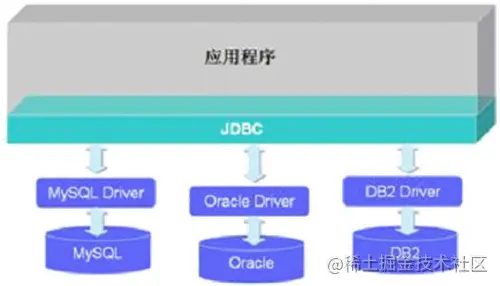 应用程序
JDBC
MySQL Driver
Oracle Driver
DB2 Driver
MySQL
Oracle
DB2
@稀土掘金技术社区